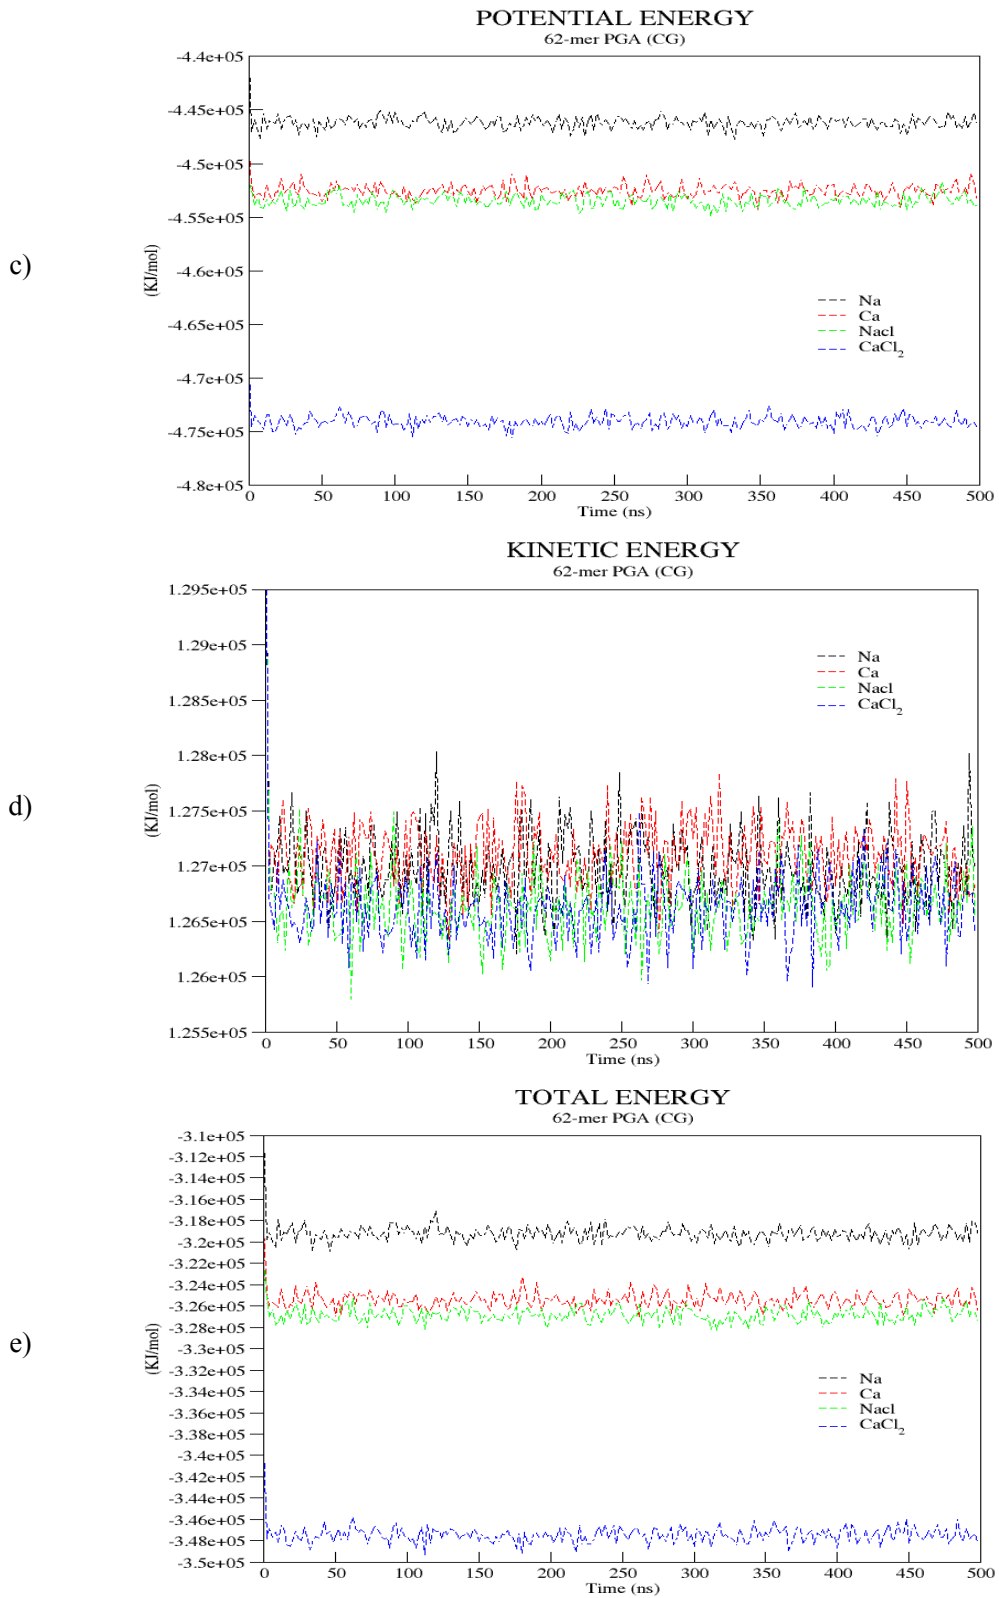 POTENTIAL ENERGY
62-mer PGA (CG)
-4.4e+05
-4.45e+05
-4.5e+05
-4.55e+05
-4.6e+05
-4.65e+05
-4.7e+05
-4.75e+05
-4.8e+05
(KJ/mol)
c)
Na
Ca
Nacl
CaCl2
0 50 100 150 200 250 300 350 400 450 500
Time (ns)
KINETIC ENERGY
62-mer PGA (CG)
1.295e+05
1.29e+05
1.285e+05
1.28e+05
1.275e+05
1.27e+05
1.265e+05
1.26e+05
1.255e+05
(KJ/mol)
d)
Na
Ca
Nacl
CaCl2
0 50 100 150 200 250 300 350 400 450 500
Time (ns)
TOTAL ENERGY
62-mer PGA (CG)
-3.1e+05
-3.12e+05
-3.14e+05
-3.16e+05
-3.18e+05
-3.2e+05
-3.22e+05
-3.24e+05
-3.26e+05
-3.28e+05
-3.3e+05
-3.32e+05
-3.34e+05
-3.36e+05
-3.38e+05
-3.4e+05
-3.42e+05
-3.44e+05
-3.46e+05
-3.48e+05
-3.5e+05
(KJ/mol)
e)
Na
Ca
Nacl
CaCl2
0 50 100 150 200 250 300 350 400 450 500
Time (ns)